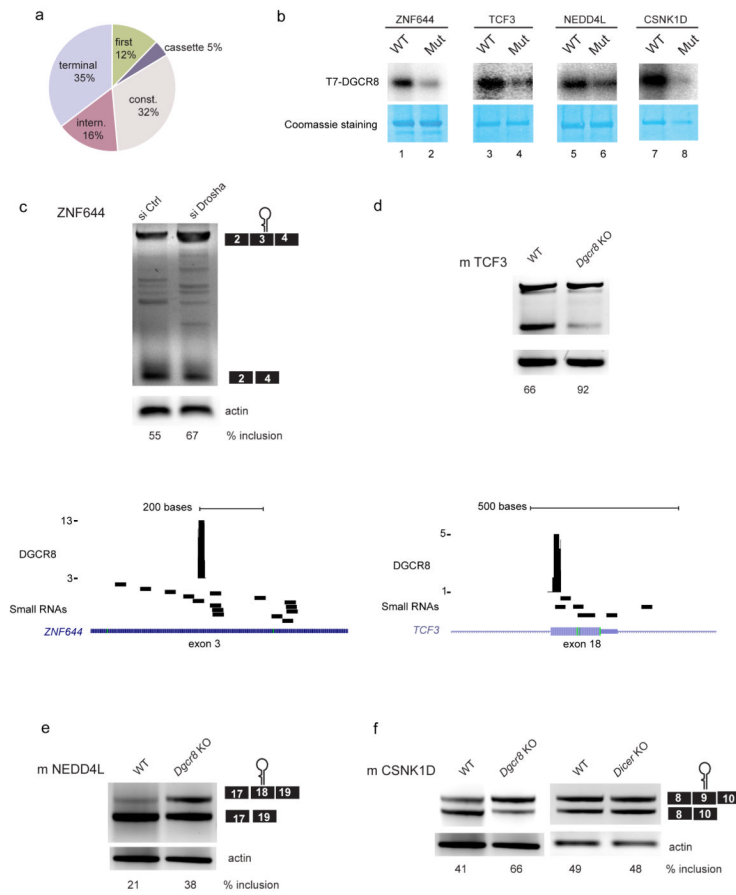 a
first
12%
cassette 5%
terminal
35%
const.
32%
intern.
16%
b
ZNF644 TCF3 NEDD4L CSNK1D
WT Mut WT Mut WT Mut WT Mut
T7-DGCR8
Coomassie staining
1 2 3 4 5 6 7 8
c
ZNF644
si Ctrl si Drosha
2 3 4
2 4
actin
55 67 % inclusion
d
m TCF3
WT Dgcr8 KO
66 92
200 bases
13-
DGCR8
3-
Small RNAs
ZNF644
exon 3
500 bases
5-
DGCR8
1-
Small RNAs
TCF3
exon 18
e
m NEDD4L
WT Dgcr8 KO
17 18 19
17 19
actin
21 38 % inclusion
f
m CSNK1D
WT Dgcr8 KO WT Dicer KO
8 9 10
8 10
actin
41 66 49 48 % inclusion